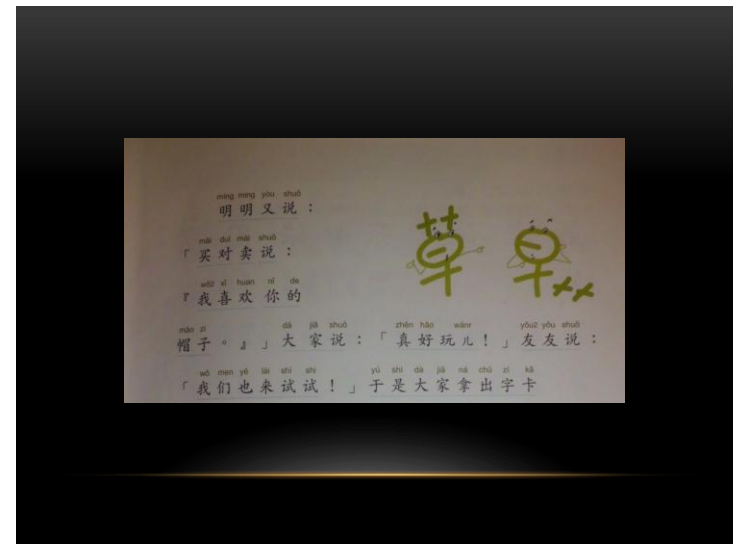 míng míng yòu shuō
明明又说：
草 早
mǎi duì mài shuō
「买对卖说：
wǒ2 xǐ huan nǐ de
『我喜欢你的
mào zi dà jiā shuō zhēn hǎo wánr yǒu2 yǒu shuō
帽子。』」大家说：「真好玩儿！」友友说：
wǒ men yě lái shì shi yú shì dà jiā ná chū zì kǎ
「我们也来试试！」于是大家拿出字卡